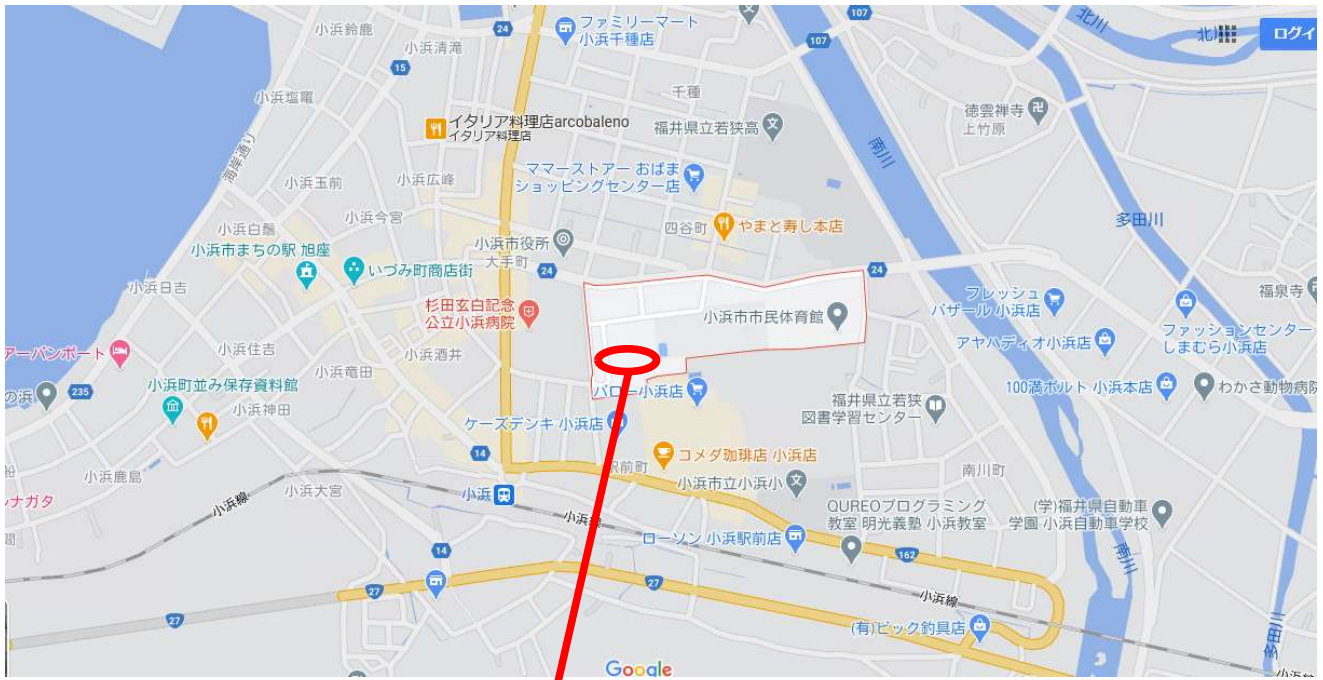 107
ファミリーマート
小浜千種店
小浜鈴鹿
24
北川
小浜清滝
107
ログイ
15
小浜塩竈
千種
徳雲禅寺
上竹原
イタリア料理店arcobaleno
イタリア料理店
福井県立若狭高
海岸通り
南川
ママーストアー おばま
ショッピングセンター店
小浜玉前
小浜広峰
小浜今宮
多田川
小浜白鬚
四谷町
やまと寿し本店
小浜市役所
小浜市まちの駅 旭座
大手町
いづみ町商店街
24
24
小浜日吉
フレッシュ
バザール 小浜店
福泉寺
杉田玄白記念
公立小浜病院
小浜市市民体育館
ファッションセンター
しまむら小浜店
アーバンポート
小浜住吉
小浜酒井
アヤハディオ小浜店
小浜竜田
の浜
235
小浜町並み保存資料館
バロー小浜店
100満ボルト 小浜本店
わかさ動物病院
小浜神田
福井県立若狭
図書学習センター
ケーズデンキ 小浜店
14
コメダ珈琲店 小浜店
駅前町
小浜鹿島
小浜市立小浜小
南川町
ルナガタ
小浜大宮
小浜
小浜線
小浜線
QUREOプログラミング
教室 明光義塾 小浜教室
(学)福井県自動車
学園 小浜自動車学校
ローソン 小浜駅前店
14
162
南川
27
27
小浜線
27
(有)ビック釣具店
多田川
Google
小浜線